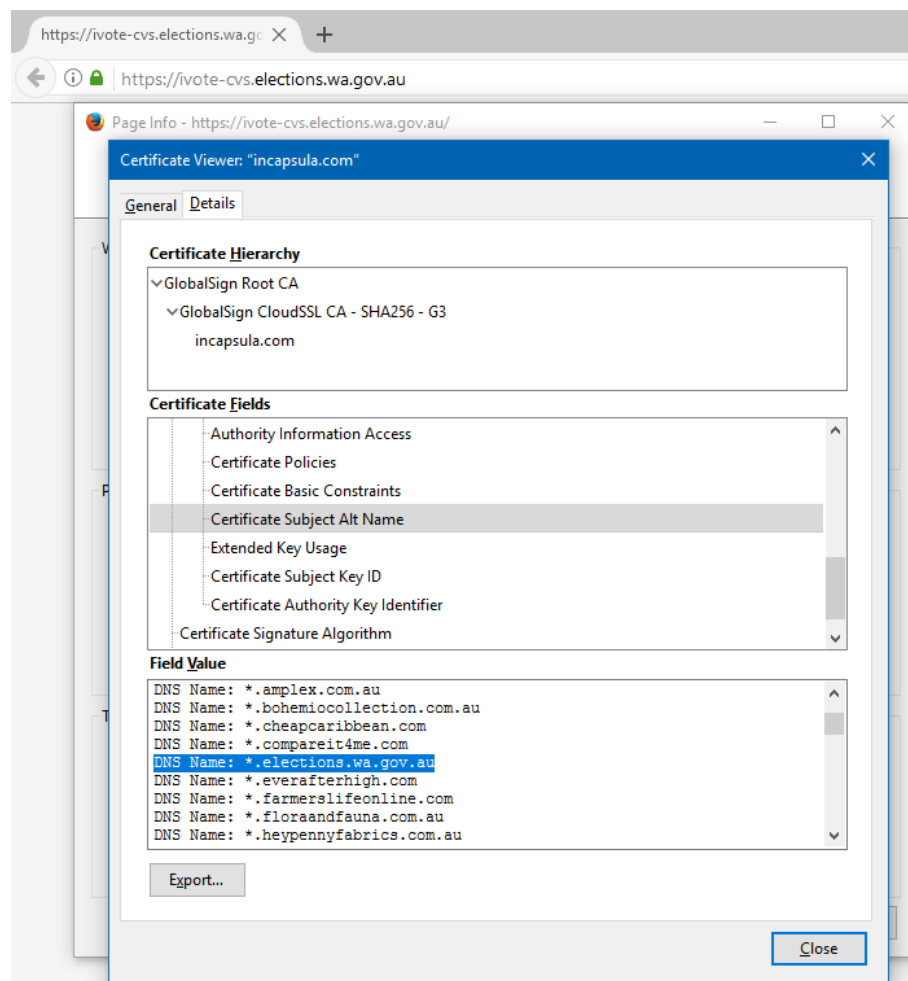 https://ivote-cvs.elections.wa.gc
https://ivote-cvs.elections.wa.gov.au
Page Info - https://ivote-cvs.elections.wa.gov.au/
Certificate Viewer: "incapsula.com"
General Details
Certificate Hierarchy
GlobalSign Root CA
GlobalSign CloudSSL CA - SHA256 - G3
incapsula.com
Certificate Fields
Authority Information Access
Certificate Policies
Certificate Basic Constraints
Certificate Subject Alt Name
Extended Key Usage
Certificate Subject Key ID
Certificate Authority Key Identifier
Certificate Signature Algorithm
Field Value
DNS Name: *.amplex.com.au
DNS Name: *.bohemiocollection.com.au
DNS Name: *.cheapcaribbean.com
DNS Name: *.compareit4me.com
DNS Name: *.elections.wa.gov.au
DNS Name: *.everafterhigh.com
DNS Name: *.farmerslifeonline.com
DNS Name: *.floraandfauna.com.au
DNS Name: *.heypennyfabrics.com.au
Export...
Close